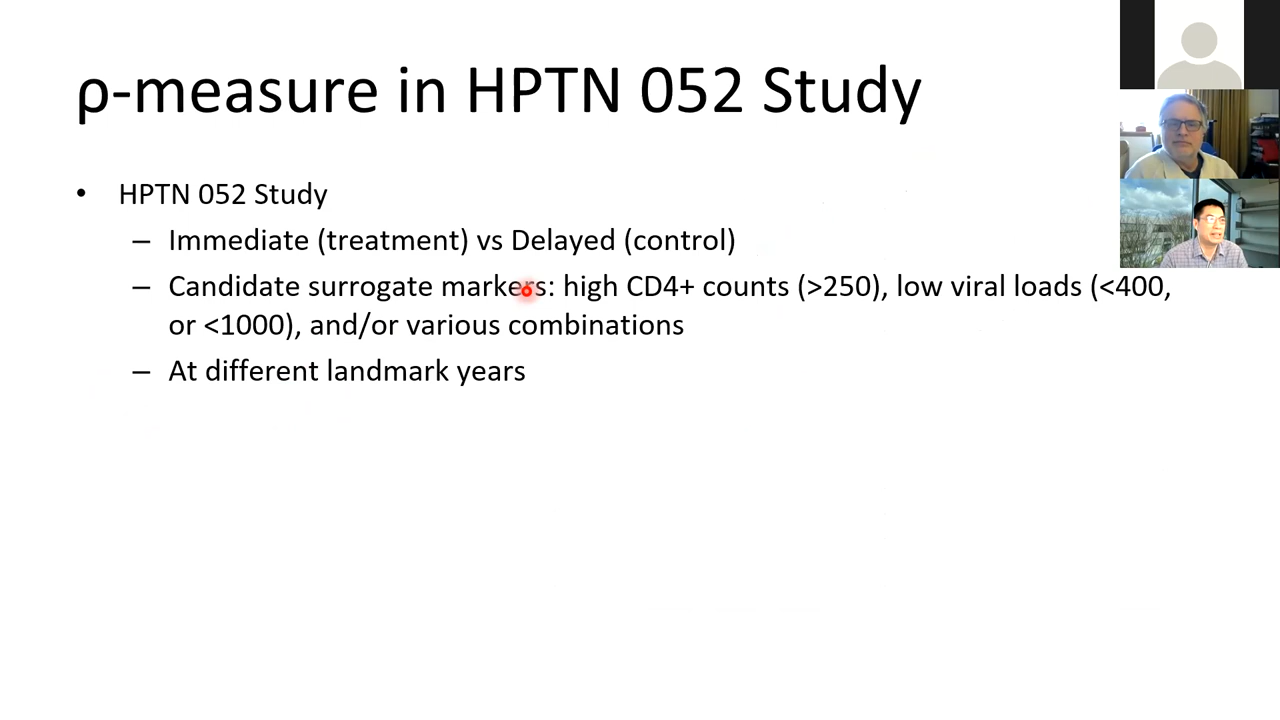 ρ-measure in HPTN 052 Study
• HPTN 052 Study
– Immediate (treatment) vs Delayed (control)
– Candidate surrogate markers: high CD4+ counts (>250), low viral loads (<400,
or <1000), and/or various combinations
– At different landmark years